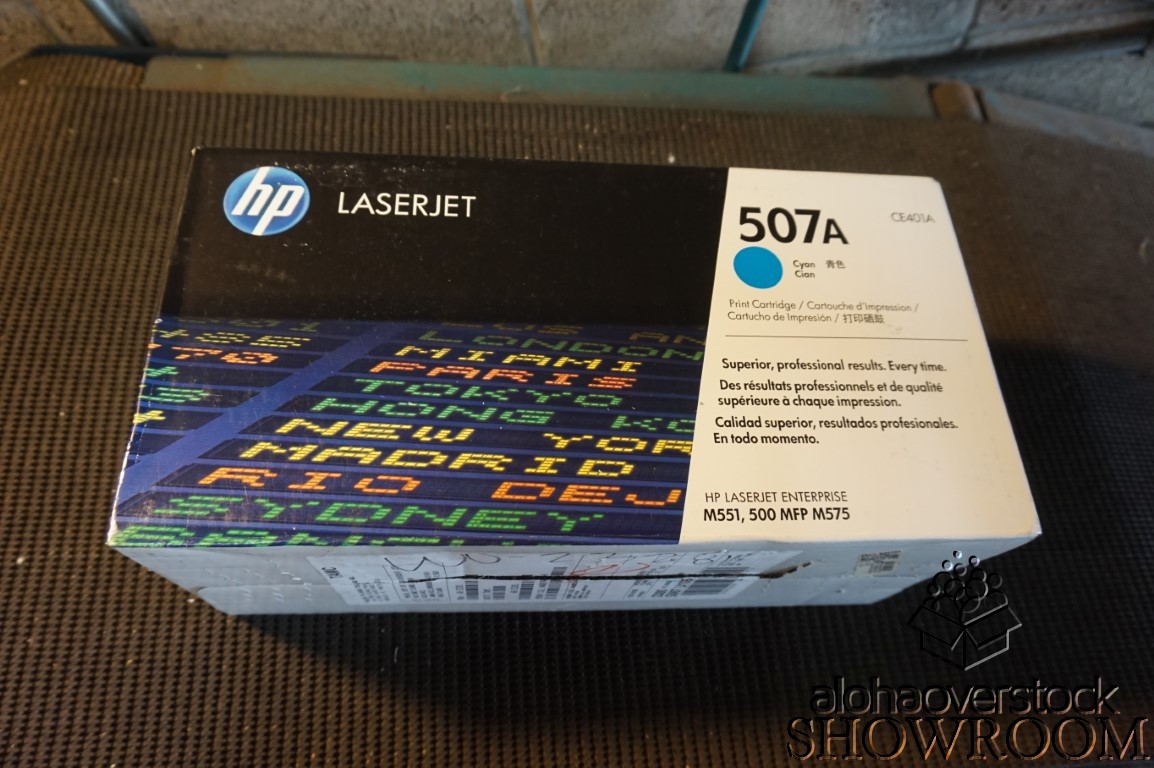 hp
LASERJET
507A
CE401A
Cyan 青色
Cian
Print Cartridge / Cartouche d'impression /
Cartucho de impresión / 打印硒鼓
Superior, professional results. Every time.
Des résultats professionnels et de qualité
supérieure à chaque impression.
Calidad superior, resultados profesionales.
En todo momento.
HP LASERJET ENTERPRISE
M551, 500 MFP M575
LONDON
MIAMI
PARIS
TOKYO
HONG KO
NEW YOR
MADRID
RIO DEJ
SYDNEY
alohaoverstock
SHOWROOM